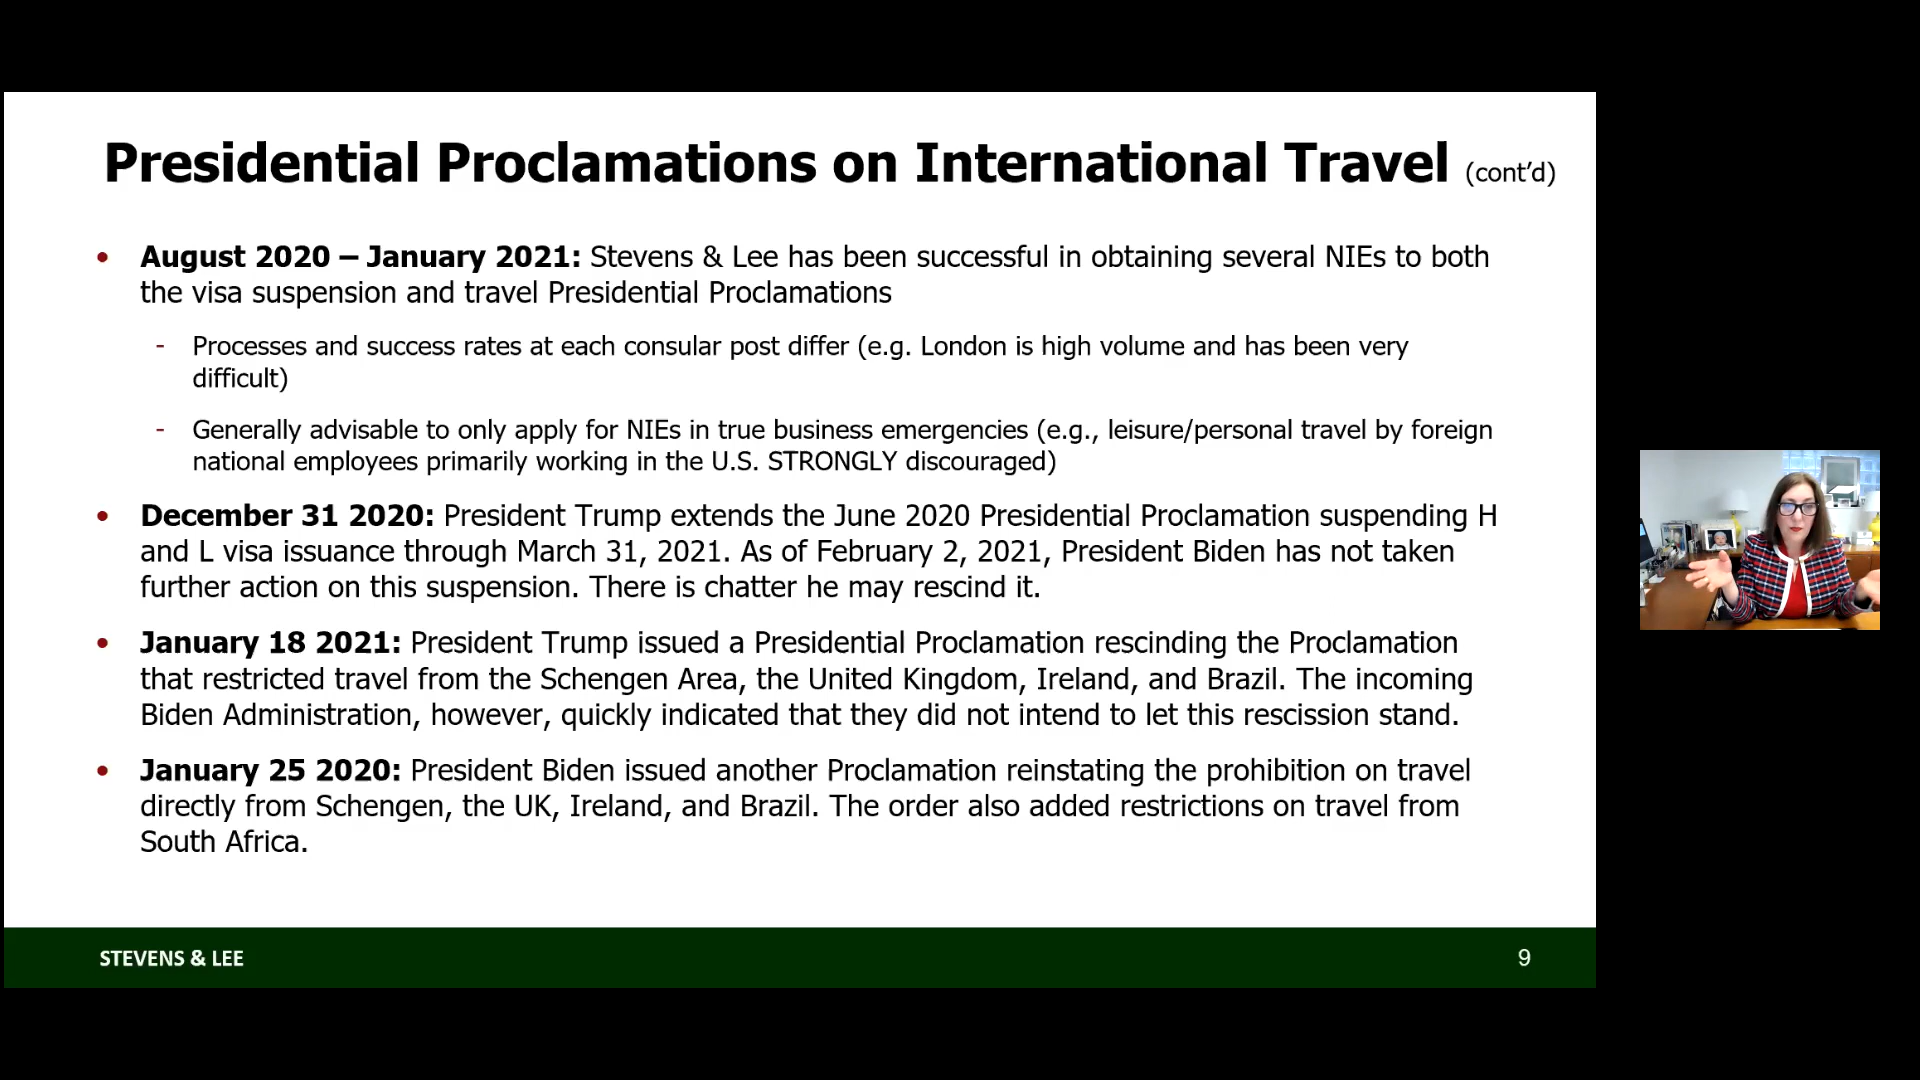 Presidential Proclamations on International Travel (cont’d)
• August 2020 – January 2021: Stevens & Lee has been successful in obtaining several NIEs to both
the visa suspension and travel Presidential Proclamations
- Processes and success rates at each consular post differ (e.g. London is high volume and has been very
difficult)
- Generally advisable to only apply for NIEs in true business emergencies (e.g., leisure/personal travel by foreign
national employees primarily working in the U.S. STRONGLY discouraged)
• December 31 2020: President Trump extends the June 2020 Presidential Proclamation suspending H
and L visa issuance through March 31, 2021. As of February 2, 2021, President Biden has not taken
further action on this suspension. There is chatter he may rescind it.
• January 18 2021: President Trump issued a Presidential Proclamation rescinding the Proclamation
that restricted travel from the Schengen Area, the United Kingdom, Ireland, and Brazil. The incoming
Biden Administration, however, quickly indicated that they did not intend to let this rescission stand.
• January 25 2020: President Biden issued another Proclamation reinstating the prohibition on travel
directly from Schengen, the UK, Ireland, and Brazil. The order also added restrictions on travel from
South Africa.
STEVENS & LEE
9